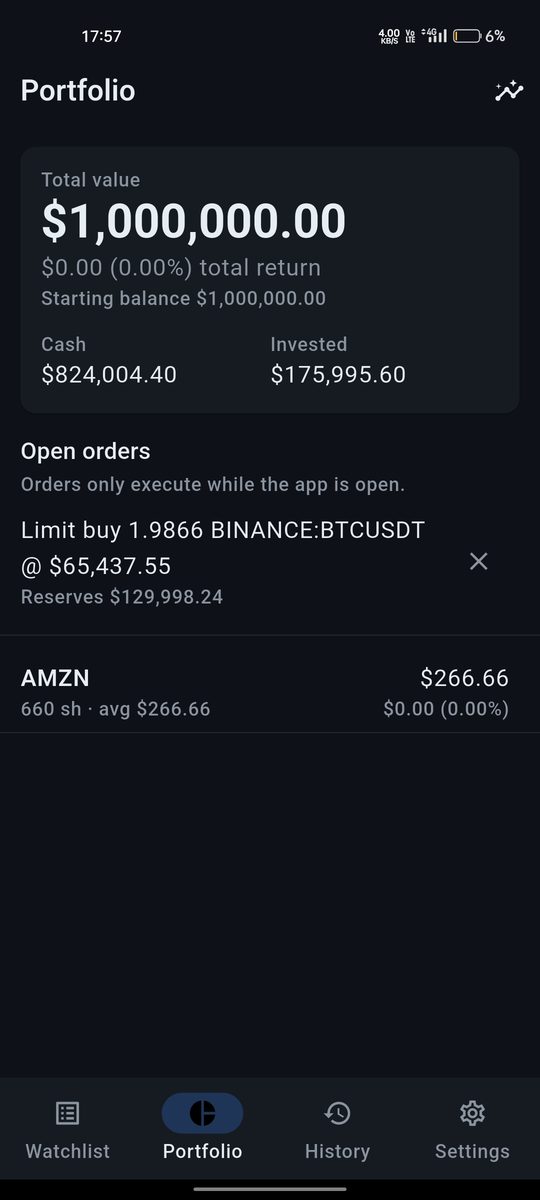 17:57
4.00 KB/S Vo LTE 4G 6%
Portfolio
Total value
$1,000,000.00
$0.00 (0.00%) total return
Starting balance $1,000,000.00
Cash Invested
$824,004.40 $175,995.60
Open orders
Orders only execute while the app is open.
Limit buy 1.9866 BINANCE:BTCUSDT
@ $65,437.55
Reserves $129,998.24
AMZN $266.66
660 sh · avg $266.66 $0.00 (0.00%)
Watchlist Portfolio History Settings